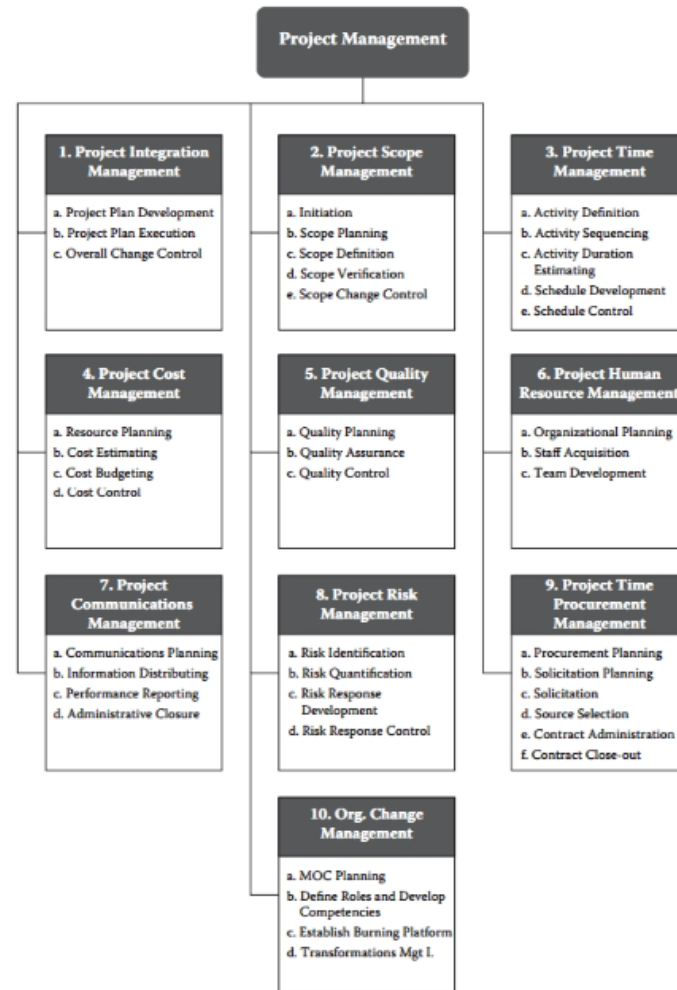 Project Management
1. Project Integration
Management
a. Project Plan Development
b. Project Plan Execution
c. Overall Change Control
2. Project Scope
Management
a. Initiation
b. Scope Planning
c. Scope Definition
d. Scope Verification
e. Scope Change Control
3. Project Time
Management
a. Activity Definition
b. Activity Sequencing
c. Activity Duration
Estimating
d. Schedule Development
e. Schedule Control
4. Project Cost
Management
a. Resource Planning
b. Cost Estimating
c. Cost Budgeting
d. Cost Control
5. Project Quality
Management
a. Quality Planning
b. Quality Assurance
c. Quality Control
6. Project Human
Resource Management
a. Organizational Planning
b. Staff Acquisition
c. Team Development
7. Project
Communications
Management
a. Communications Planning
b. Information Distributing
c. Performance Reporting
d. Administrative Closure
8. Project Risk
Management
a. Risk Identification
b. Risk Quantification
c. Risk Response
Development
d. Risk Response Control
9. Project Time
Procurement
Management
a. Procurement Planning
b. Solicitation Planning
c. Solicitation
d. Source Selection
e. Contract Administration
f. Contract Close-out
10. Org. Change
Management
a. MOC Planning
b. Define Roles and Develop
Competencies
c. Establish Burning Platform
d. Transformations Mgt I.